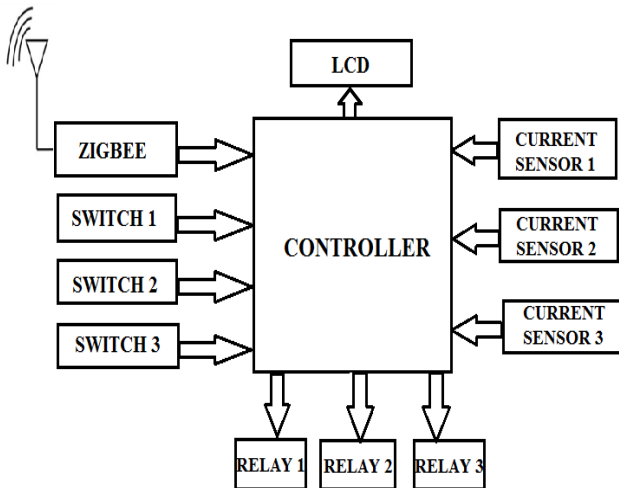 LCD
ZIGBEE
SWITCH 1
SWITCH 2
SWITCH 3
CONTROLLER
CURRENT
SENSOR 1
CURRENT
SENSOR 2
CURRENT
SENSOR 3
RELAY 1
RELAY 2
RELAY 3